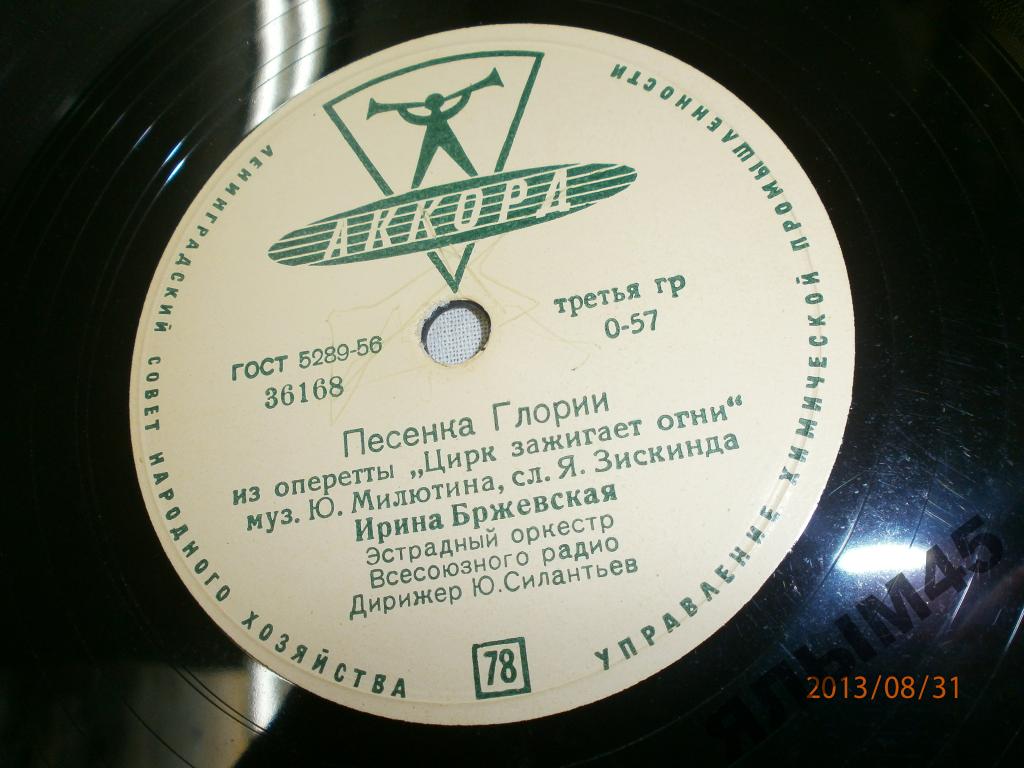 АККОРД
ЛЕНИНГРАДСКИЙ СОВЕТ НАРОДНОГО ХОЗЯЙСТВА
УПРАВЛЕНИЕ ХИМИЧЕСКОЙ ПРОМЫШЛЕННОСТИ
ГОСТ 5289-56
36168
третья гр
0-57
Песенка Глории
из оперетты „Цирк зажигает огни“
муз. Ю. Милютина, сл. Я. Зискинда
Ирина Бржевская
Эстрадный оркестр
Всесоюзного радио
Дирижер Ю.Силантьев
78
ЯЛЫМ45
2013/08/31